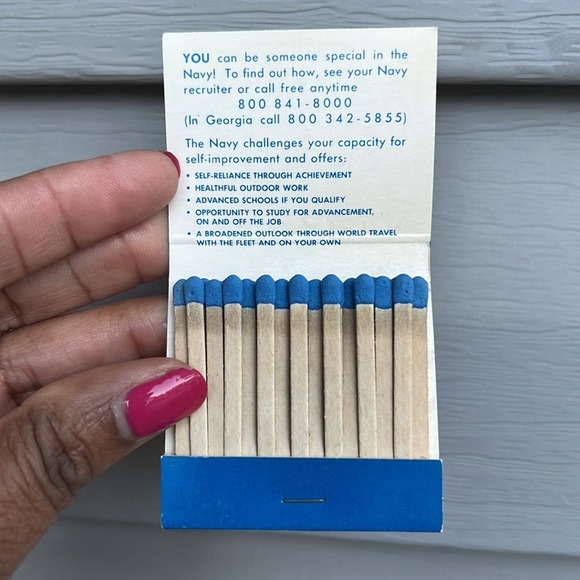 YOU can be someone special in the
Navy! To find out how, see your Navy
recruiter or call free anytime
800 841-8000
(In Georgia call 800 342-5855)
The Navy challenges your capacity for
self-improvement and offers:
• SELF-RELIANCE THROUGH ACHIEVEMENT
• HEALTHFUL OUTDOOR WORK
• ADVANCED SCHOOLS IF YOU QUALIFY
• OPPORTUNITY TO STUDY FOR ADVANCEMENT,
ON AND OFF THE JOB
• A BROADENED OUTLOOK THROUGH WORLD TRAVEL
WITH THE FLEET AND ON YOUR OWN